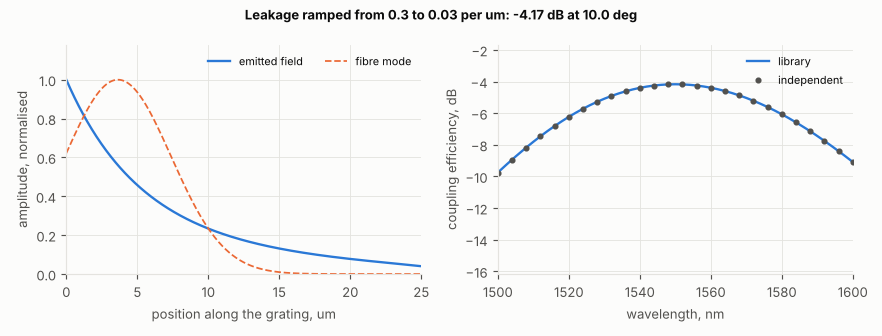 Leakage ramped from 0.3 to 0.03 per um: -4.17 dB at 10.0 deg
emitted field
fibre mode
amplitude, normalised
1.0
0.8
0.6
0.4
0.2
0.0
0
5
10
15
20
25
position along the grating, um
library
independent
coupling efficiency, dB
−2
−4
−6
−8
−10
−12
−14
−16
1500
1520
1540
1560
1580
1600
wavelength, nm